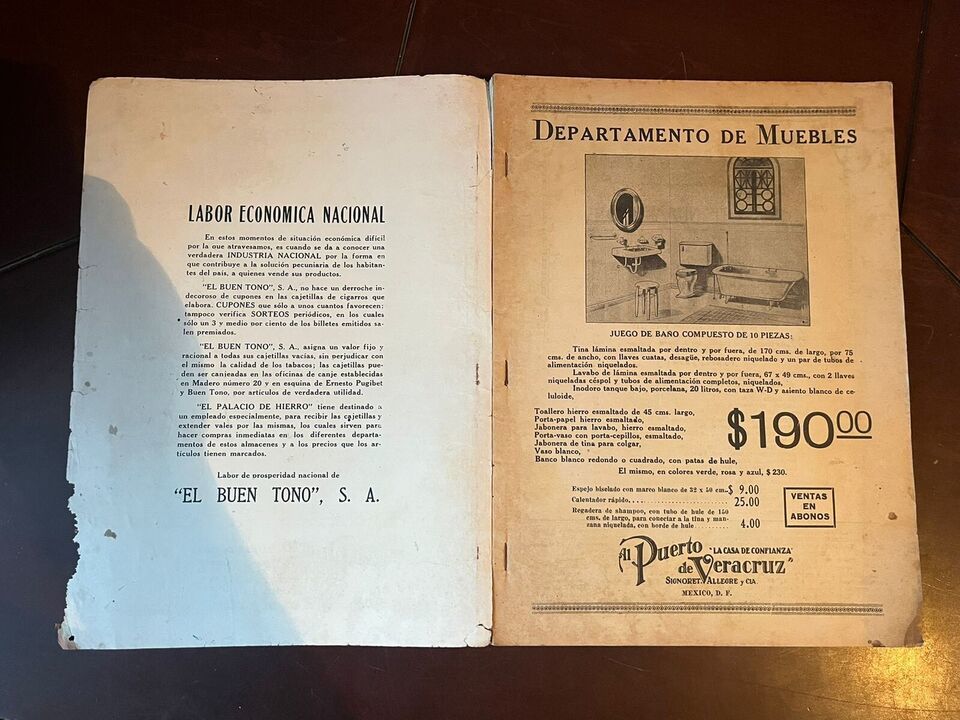 LABOR ECONOMICA NACIONAL
En estos momentos de situación económica difícil
por la que atravesamos, es cuando se da a conocer una
verdadera INDUSTRIA NACIONAL por la forma en
que contribuye a la solución pecuniaria de los habitan-
tes del país, a quienes vende sus productos.
"EL BUEN TONO", S. A., no hace un derroche in-
decoroso de cupones en las cajetillas de cigarros que
elabora. CUPONES que sólo a unos cuantos favorecen;
tampoco verifica SORTEOS periódicos, en los cuales
sólo un 3 y medio por ciento de los billetes emitidos sa-
len premiados.
"EL BUEN TONO", S. A., asigna un valor fijo y
racional a todas sus cajetillas vacías, sin perjudicar con
el mismo la calidad de los tabacos; las cajetillas pue-
den ser canjeadas en las oficinas de canje establecidas
en Madero número 20 y en esquina de Ernesto Pugibet
y Buen Tono, por artículos de verdadera utilidad.
"EL PALACIO DE HIERRO" tiene destinado a
un empleado especialmente, para recibir las cajetillas y
extender vales por las mismas, los cuales sirven para
hacer compras inmediatas en los diferentes departa-
mentos de estos almacenes y a los precios que los ar-
tículos tienen marcados.
Labor de prosperidad nacional de
"EL BUEN TONO", S. A.
DEPARTAMENTO DE MUEBLES
JUEGO DE BAÑO COMPUESTO DE 10 PIEZAS:
Tina lámina esmaltada por dentro y por fuera, de 170 cms. de largo, por 75
cms. de ancho, con llaves cuatas, desagüe, rebosadero niquelado y un par de tubos de
alimentación niquelados.
Lavabo de lámina esmaltada por dentro y por fuera, 67 x 49 cms., con 2 llaves
niqueladas céspol y tubos de alimentación completos, niquelados,
Inodoro tanque bajo, porcelana, 20 litros, con taza W-D y asiento blanco de ce-
luloide,
Toallero hierro esmaltado de 45 cms. largo,
Porta-papel hierro esmaltado,
Jabonera para lavabo, hierro esmaltado,
Porta-vaso con porta-cepillos, esmaltado,
Jabonera de tina para colgar,
Vaso blanco,
Banco blanco redondo o cuadrado, con patas de hule,
$190.00
El mismo, en colores verde, rosa y azul, $ 230.
Espejo biselado con marco blanco de 32 x 50 cms. $ 9.00
Calentador rápido............ 25.00
Regadera de shampoo, con tubo de hule de 150
cms. de largo, para conectar a la tina y man-
zana niquelada, con borde de hule........ 4.00
VENTAS
EN
ABONOS
Al Puerto
de Veracruz
"LA CASA DE CONFIANZA"
SIGNORET, ALLEGRE y CIA.
MEXICO, D. F.